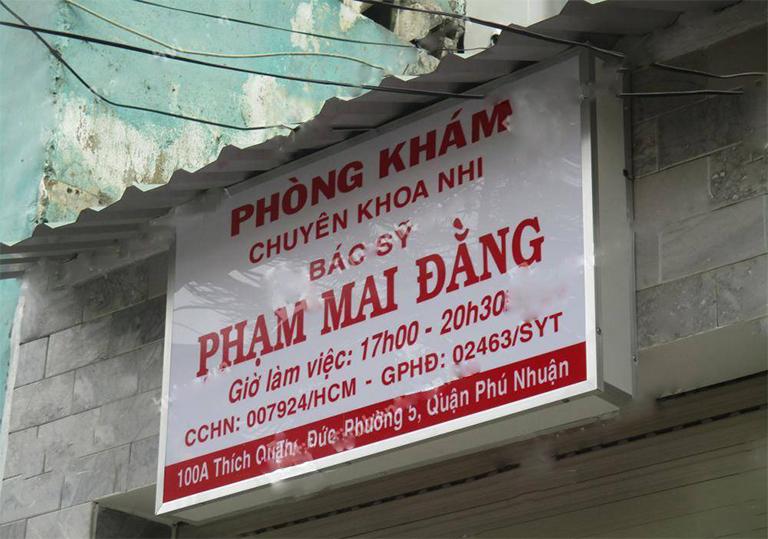 PHÒNG KHÁM
CHUYÊN KHOA NHI
BÁC SỸ
PHẠM MAI ĐẰNG
Giờ làm việc: 17h00 - 20h30
CCHN: 007924/HCM - GPHĐ: 02463/SYT
100A Thích Quảng Đức Phường 5, Quận Phú Nhuận